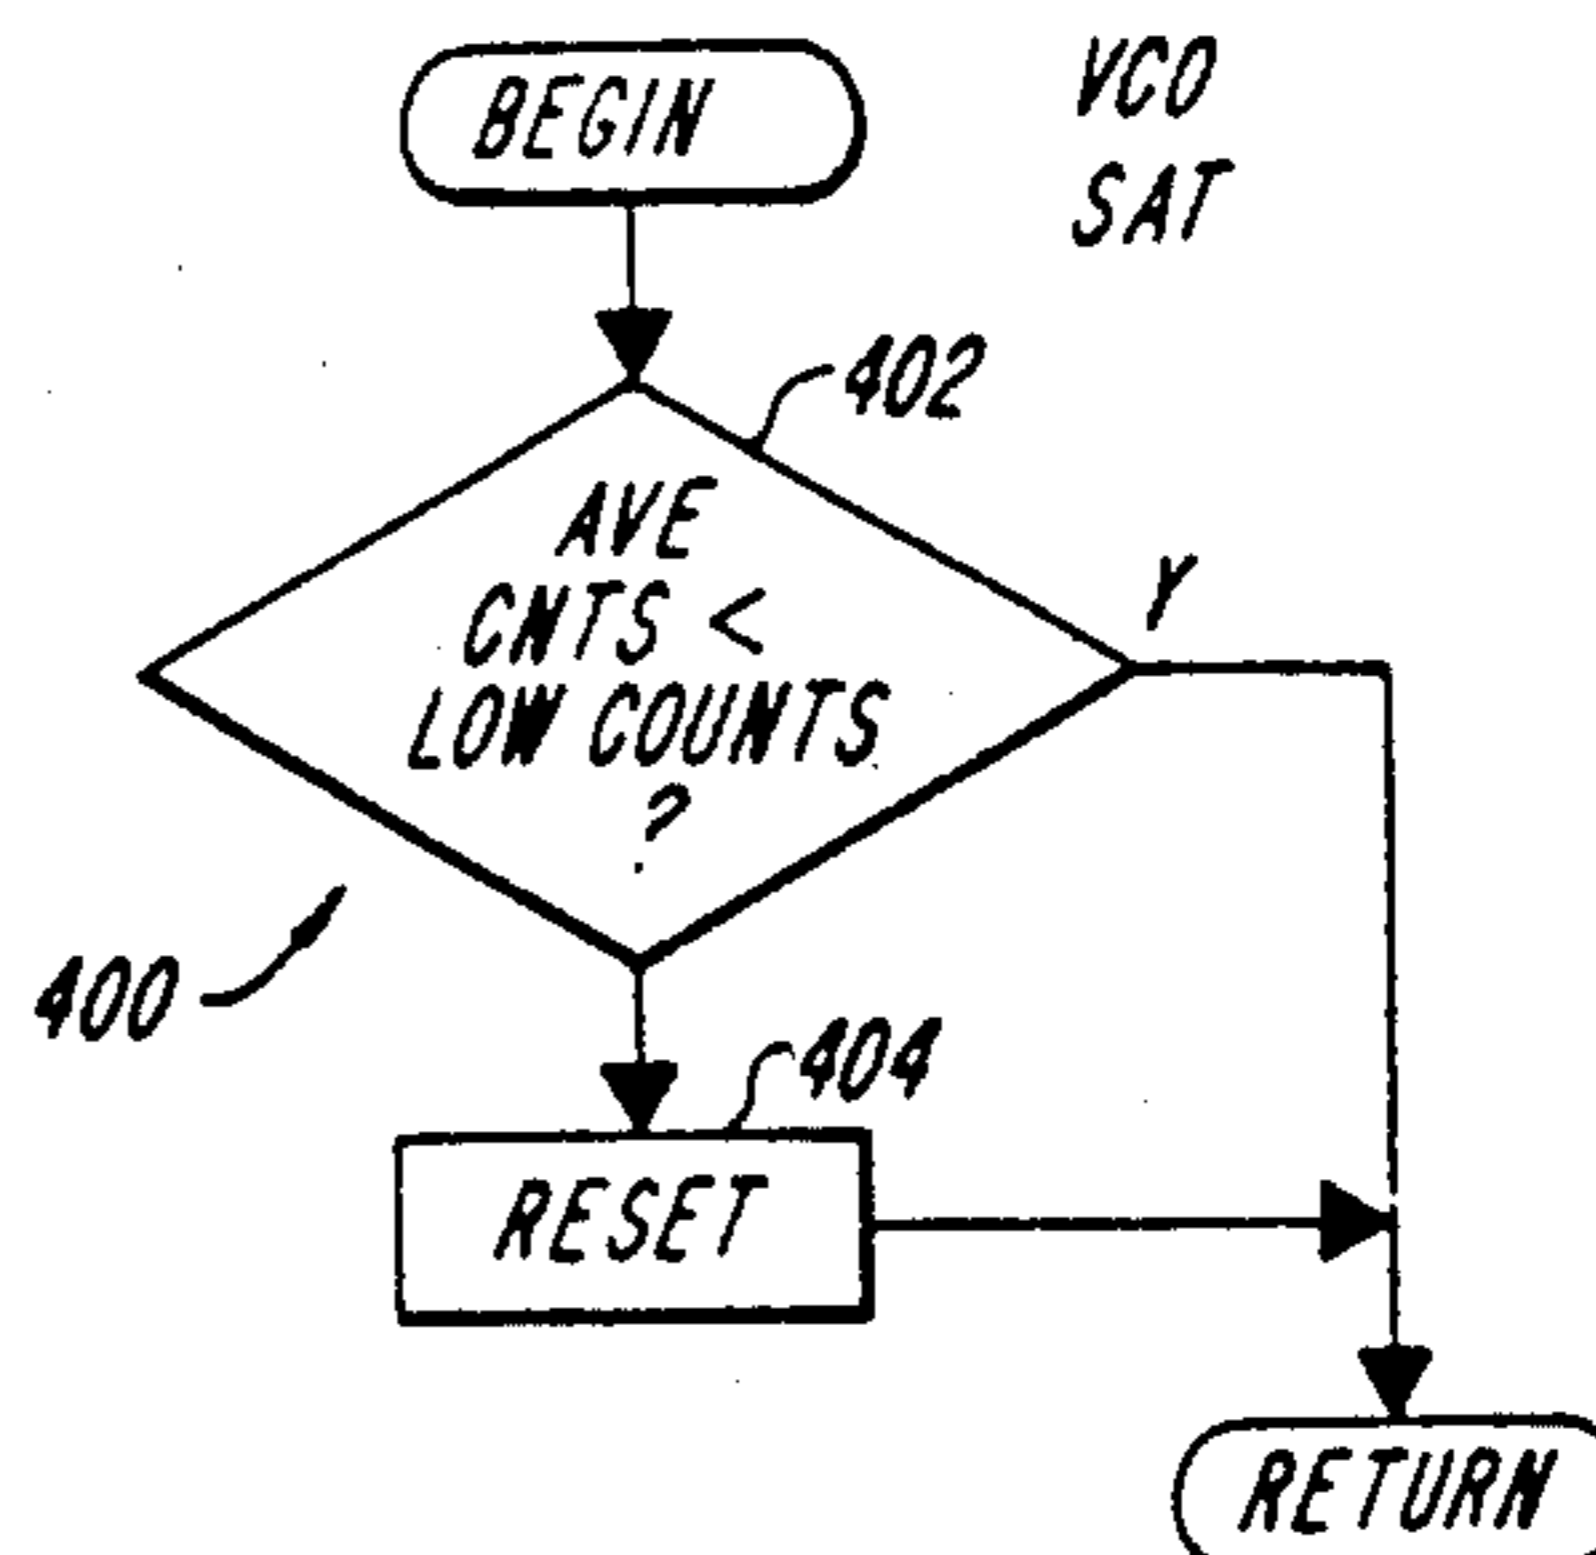 BEGIN
VCO
SAT
402
AVE
CNTS <
LOW COUNTS
?
Y
400
404
RESET
RETURN